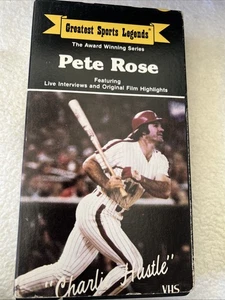 Greatest Sports Legends®
The Award Winning Series
Pete Rose
Featuring
Live Interviews and Original Film Highlights
"Charlie Hustle"
VHS